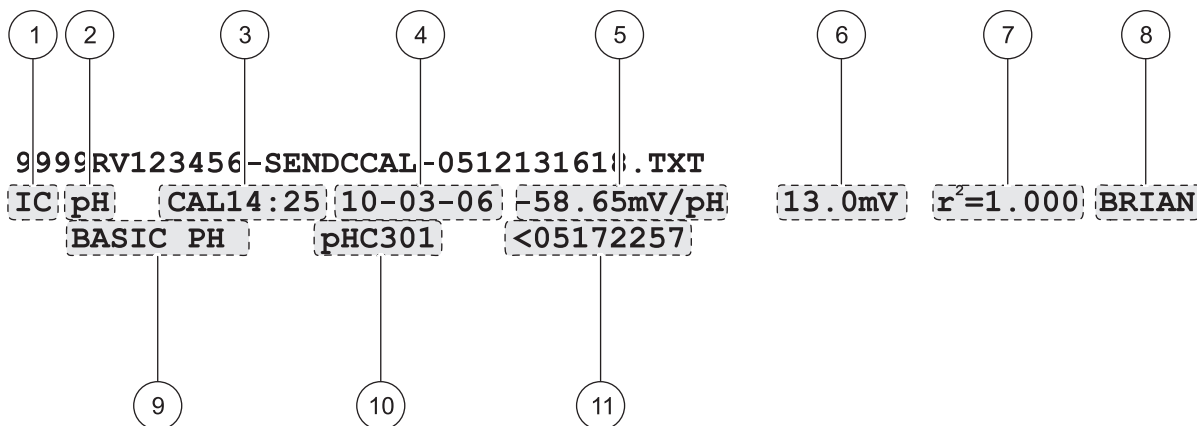 1 2 3 4 5 6 7 8
9999RV123456-SENDCCAL-0512131618.TXT
IC pH CAL14:25 10-03-06 -58.65mV/pH 13.0mV r²=1.000 BRIAN
BASIC PH pHC301 <05172257
9 10 11